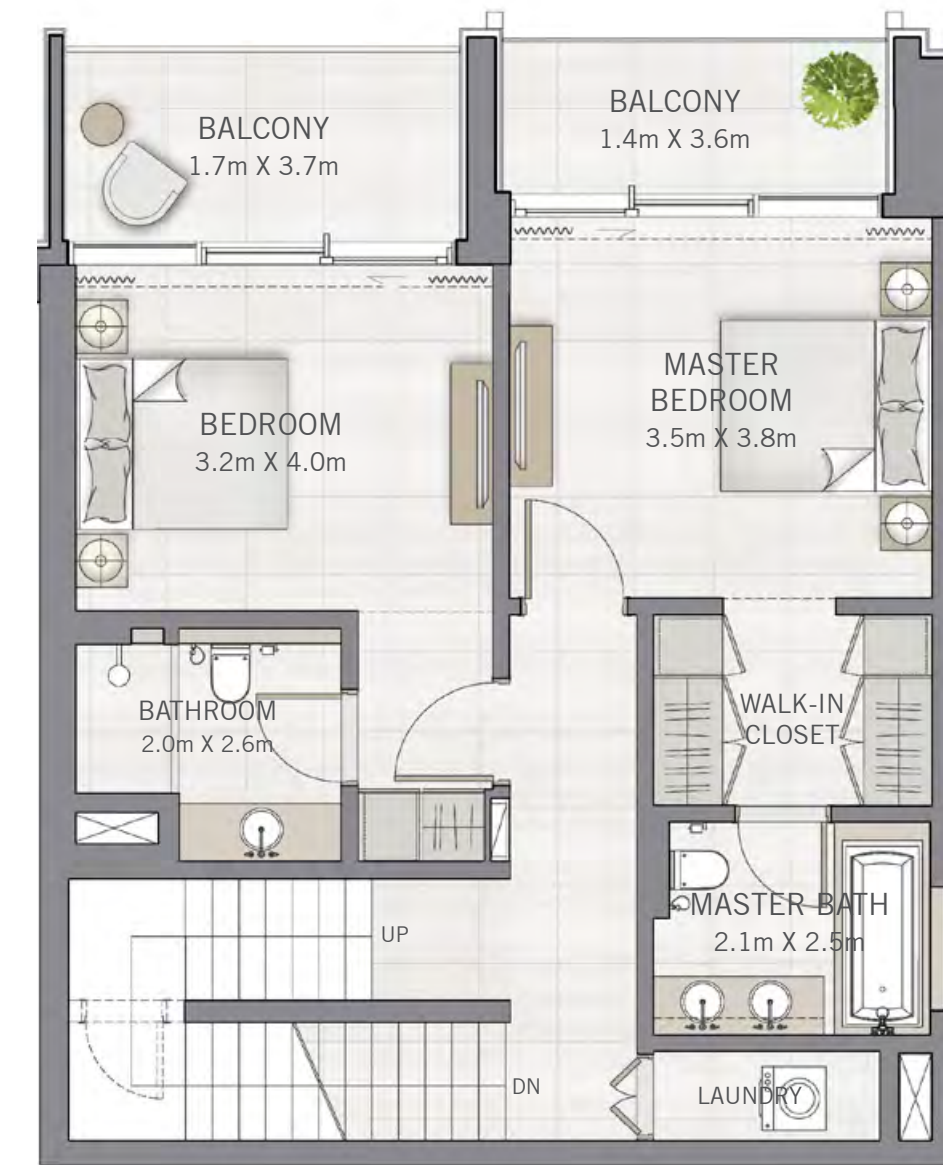 BALCONY
1.7m X 3.7m
BALCONY
1.4m X 3.6m
BEDROOM
3.2m X 4.0m
MASTER
BEDROOM
3.5m X 3.8m
BATHROOM
2.0m X 2.6m
WALK-IN
CLOSET
MASTER BATH
2.1m X 2.5m
UP
DN
LAUNDRY